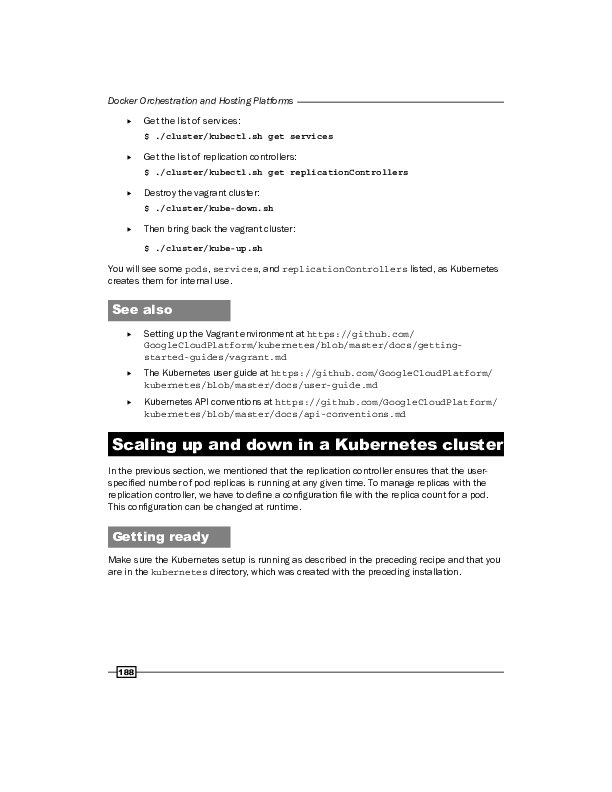 Docker Orchestration and Hosting Platforms
▸ Get the list of services:
$ ./cluster/kubectl.sh get services
▸ Get the list of replication controllers:
$ ./cluster/kubectl.sh get replicationControllers
▸ Destroy the vagrant cluster:
$ ./cluster/kube-down.sh
▸ Then bring back the vagrant cluster:
$ ./cluster/kube-up.sh
You will see some pods, services, and replicationControllers listed, as Kubernetes
creates them for internal use.
See also
▸ Setting up the Vagrant environment at https://github.com/
GoogleCloudPlatform/kubernetes/blob/master/docs/getting-
started-guides/vagrant.md
▸ The Kubernetes user guide at https://github.com/GoogleCloudPlatform/
kubernetes/blob/master/docs/user-guide.md
▸ Kubernetes API conventions at https://github.com/GoogleCloudPlatform/
kubernetes/blob/master/docs/api-conventions.md
Scaling up and down in a Kubernetes cluster
In the previous section, we mentioned that the replication controller ensures that the user-
specified number of pod replicas is running at any given time. To manage replicas with the
replication controller, we have to define a configuration file with the replica count for a pod.
This configuration can be changed at runtime.
Getting ready
Make sure the Kubernetes setup is running as described in the preceding recipe and that you
are in the kubernetes directory, which was created with the preceding installation.
188